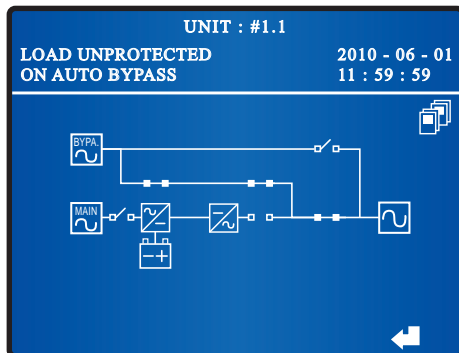 UNIT : #1.1
LOAD UNPROTECTED 2010 - 06 - 01
ON AUTO BYPASS 11 : 59 : 59
BYPA.
MAIN